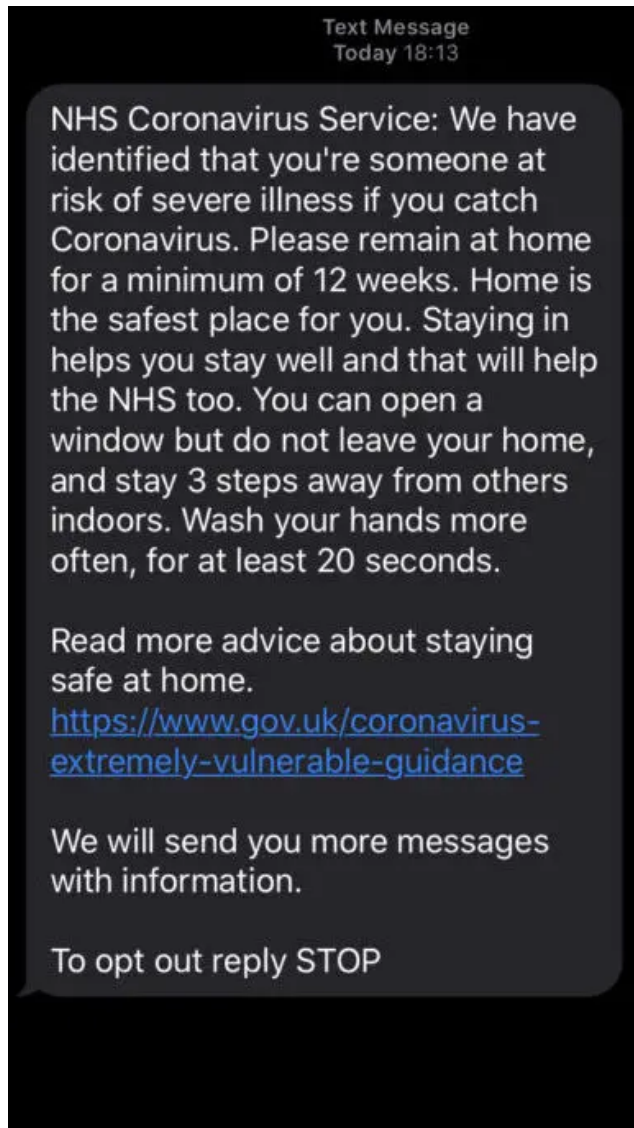 Text Message
Today 18:13
NHS Coronavirus Service: We have
identified that you're someone at
risk of severe illness if you catch
Coronavirus. Please remain at home
for a minimum of 12 weeks. Home is
the safest place for you. Staying in
helps you stay well and that will help
the NHS too. You can open a
window but do not leave your home,
and stay 3 steps away from others
indoors. Wash your hands more
often, for at least 20 seconds.
Read more advice about staying
safe at home.
https://www.gov.uk/coronavirus-
extremely-vulnerable-guidance
We will send you more messages
with information.
To opt out reply STOP